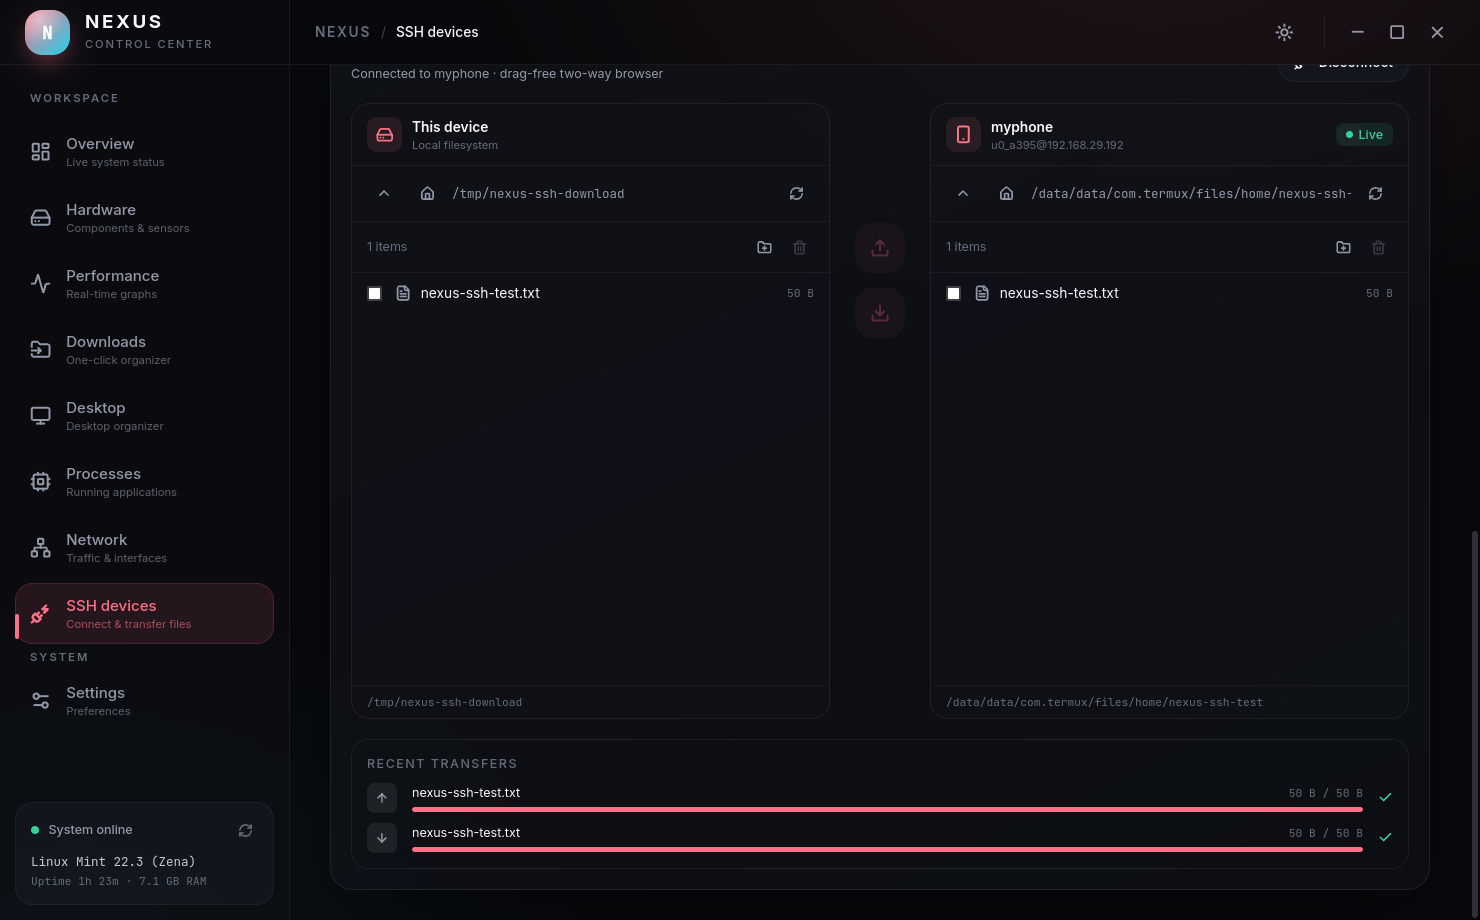 N
NEXUS
CONTROL CENTER
NEXUS / SSH devices
WORKSPACE
Overview
Live system status
Hardware
Components & sensors
Performance
Real-time graphs
Downloads
One-click organizer
Desktop
Desktop organizer
Processes
Running applications
Network
Traffic & interfaces
SSH devices
Connect & transfer files
SYSTEM
Settings
Preferences
System online
Linux Mint 22.3 (Zena)
Uptime 1h 23m · 7.1 GB RAM
Connected to myphone · drag-free two-way browser
Disconnect
This device
Local filesystem
/tmp/nexus-ssh-download
1 items
nexus-ssh-test.txt 50 B
/tmp/nexus-ssh-download
myphone
u0_a395@192.168.29.192
Live
/data/data/com.termux/files/home/nexus-ssh-
1 items
nexus-ssh-test.txt 50 B
/data/data/com.termux/files/home/nexus-ssh-test
RECENT TRANSFERS
nexus-ssh-test.txt 50 B / 50 B
nexus-ssh-test.txt 50 B / 50 B